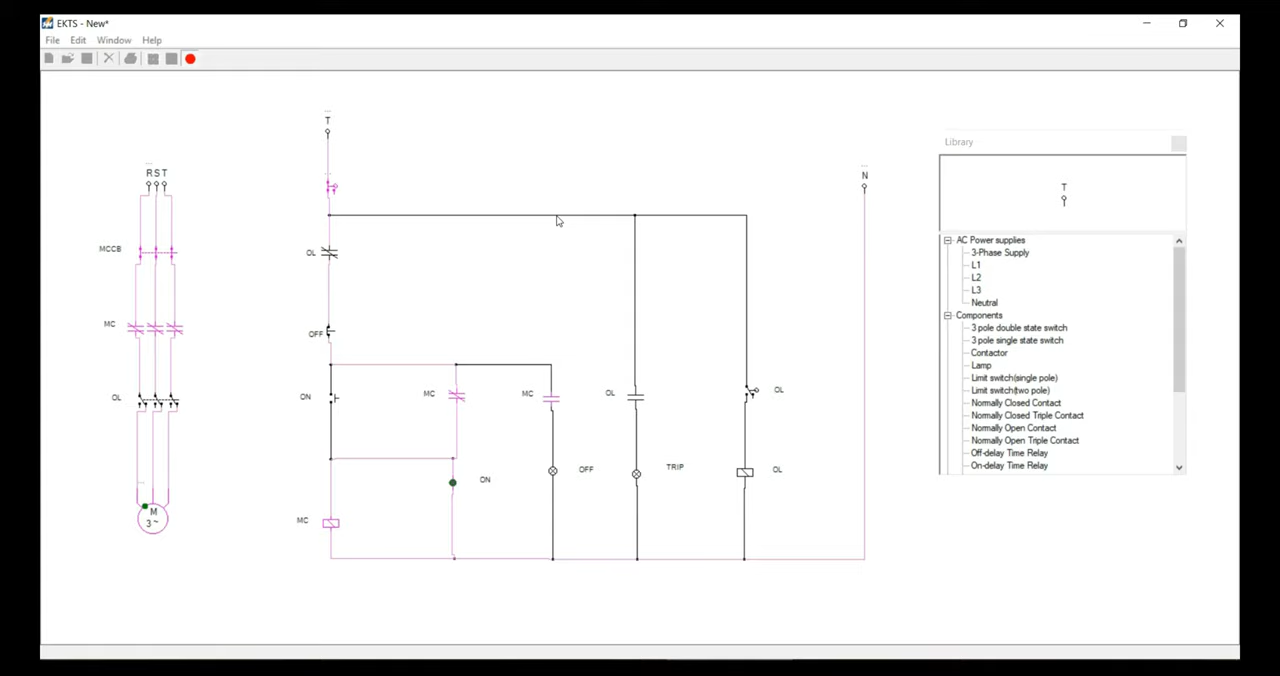 EKTS - New*
File Edit Window Help
T
RST
MCCB
MC
OL
M
3 ~
OL
OFF
ON
MC
MC
ON
MC
OFF
OL
TRIP
OL
OL
N
Library
T
AC Power supplies
3-Phase Supply
L1
L2
L3
Neutral
Components
3 pole double state switch
3 pole single state switch
Contactor
Lamp
Limit switch(single pole)
Limit switch(two pole)
Normally Closed Contact
Normally Closed Triple Contact
Normally Open Contact
Normally Open Triple Contact
Off-delay Time Relay
On-delay Time Relay